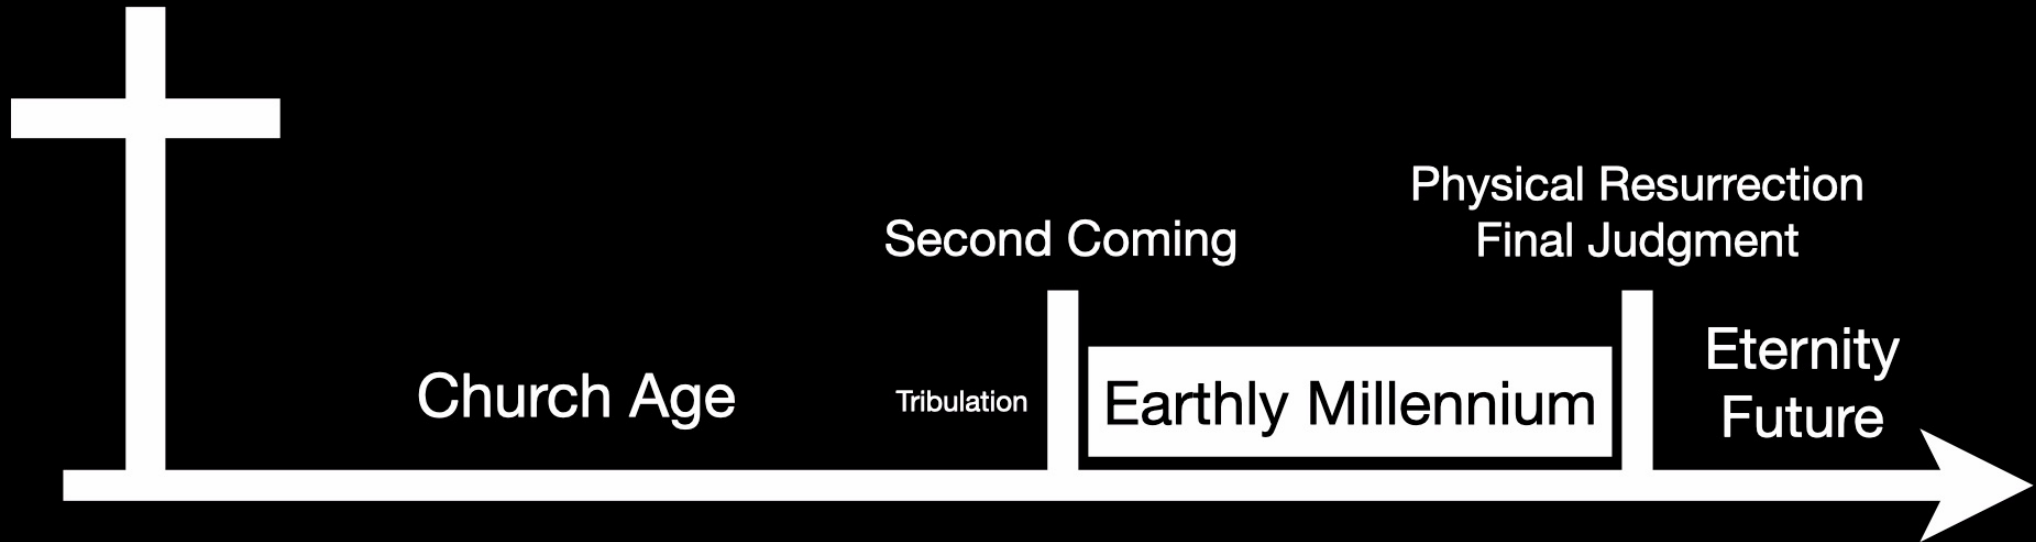 Physical Resurrection
Final Judgment
Second Coming
Church Age
Tribulation
Earthly Millennium
Eternity
Future